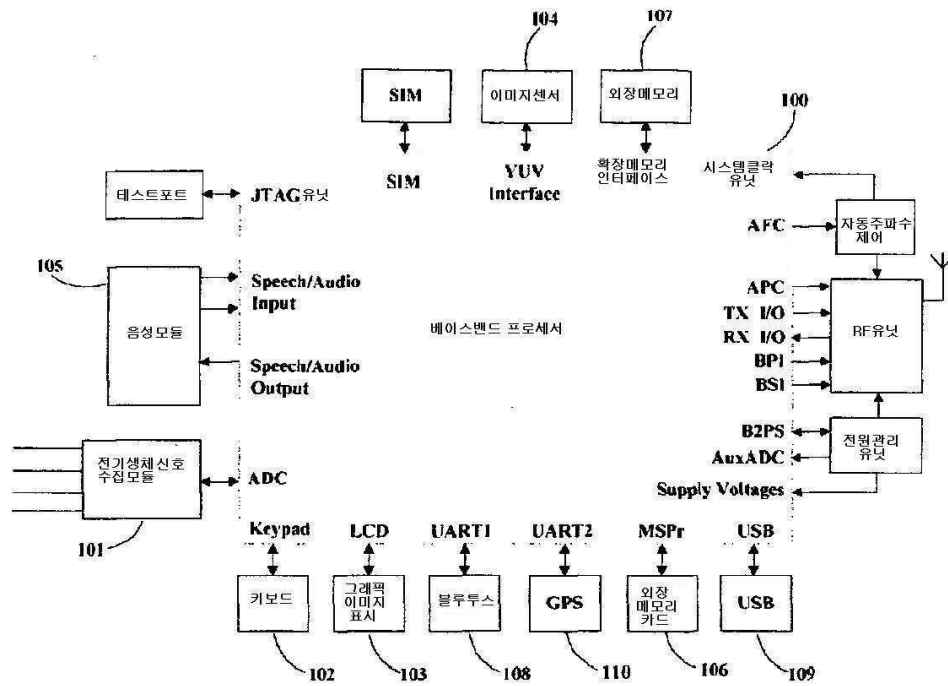 104
107
100
SIM
이미지센서
외장메모리
SIM
YUV
Interface
확장메모리
인터페이스
시스템클락
유닛
테스트포트
JTAG유닛
AFC
자동주파수
제어
105
음성모듈
Speech/Audio
Input
Speech/Audio
Output
베이스밴드 프로세서
APC
TX I/O
RX I/O
BPI
BSI
RF유닛
전기생체신호
수집모듈
101
ADC
B2PS
AuxADC
Supply Voltages
전원관리
유닛
Keypad
LCD
UART1
UART2
MSPr
USB
키보드
그래픽
이미지
표시
블루투스
GPS
외장
메모리
카드
USB
102
103
108
110
106
109